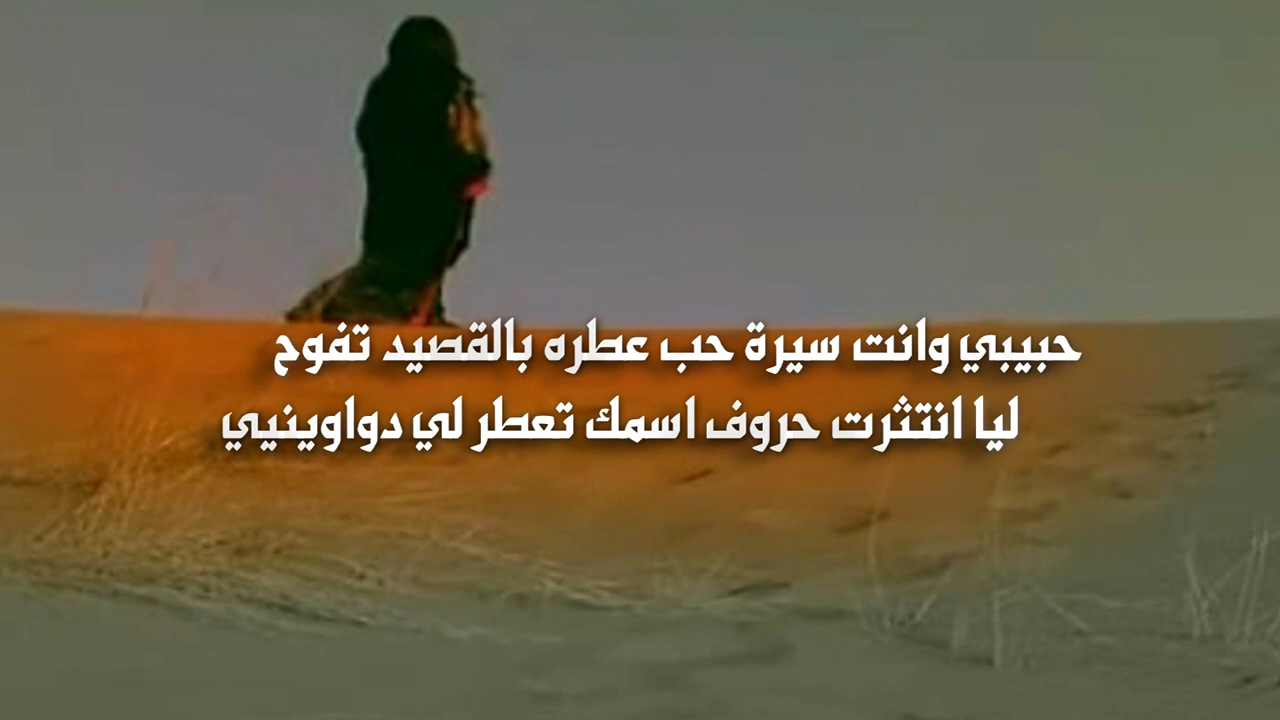 حبيبي وانت سيرة حب عطره بالقصيد تفوح
ليا انتثرت حروف اسمك تعطر لي دواوينيي